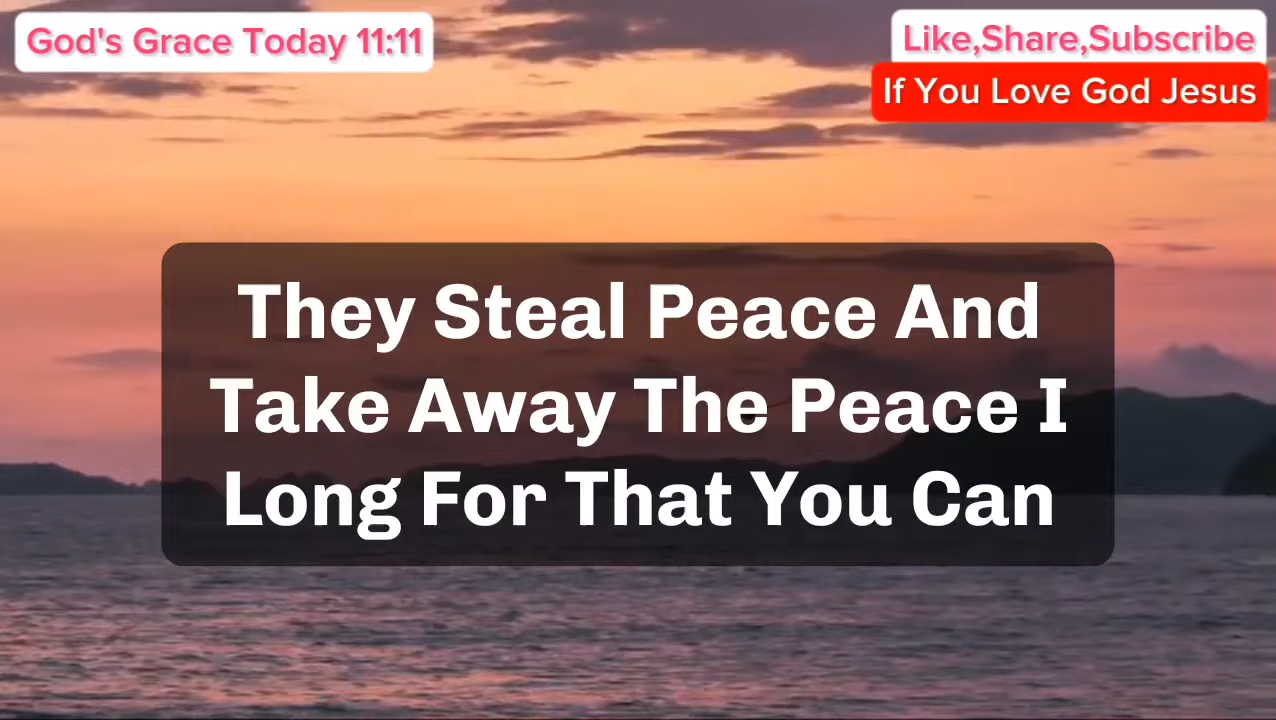 God's Grace Today 11:11
Like,Share,Subscribe
If You Love God Jesus
They Steal Peace And
Take Away The Peace I
Long For That You Can